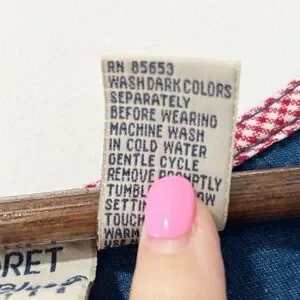 RN 85653
WASH DARK COLORS
SEPARATELY
BEFORE WEARING
MACHINE WASH
IN COLD WATER
GENTLE CYCLE
REMOVE PROMPTLY
TUMBLE
SETTING
TOUCH
WARM